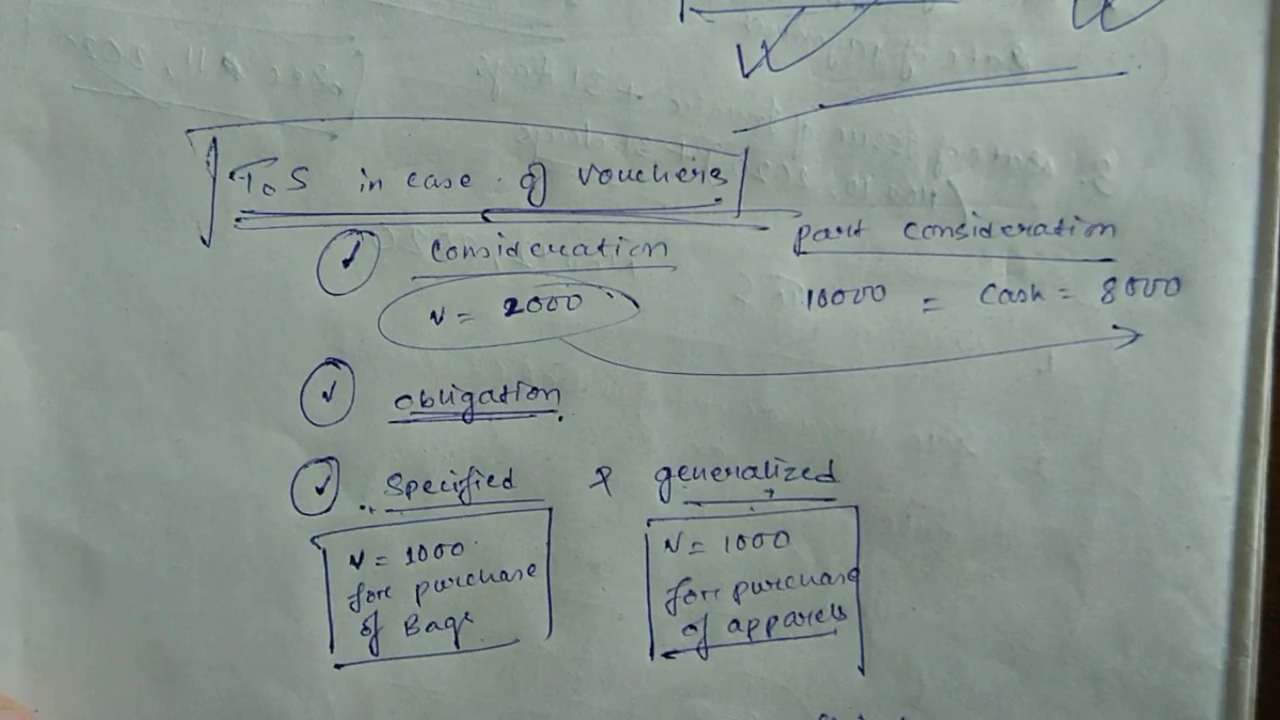 ToS in case of vouchers
consideration
part consideration
V = 2000
10000 = Cash = 8000
obligation.
Specified & generalized
V = 1000
for purchase
of Bags
V = 1000
for purchase
of apparels